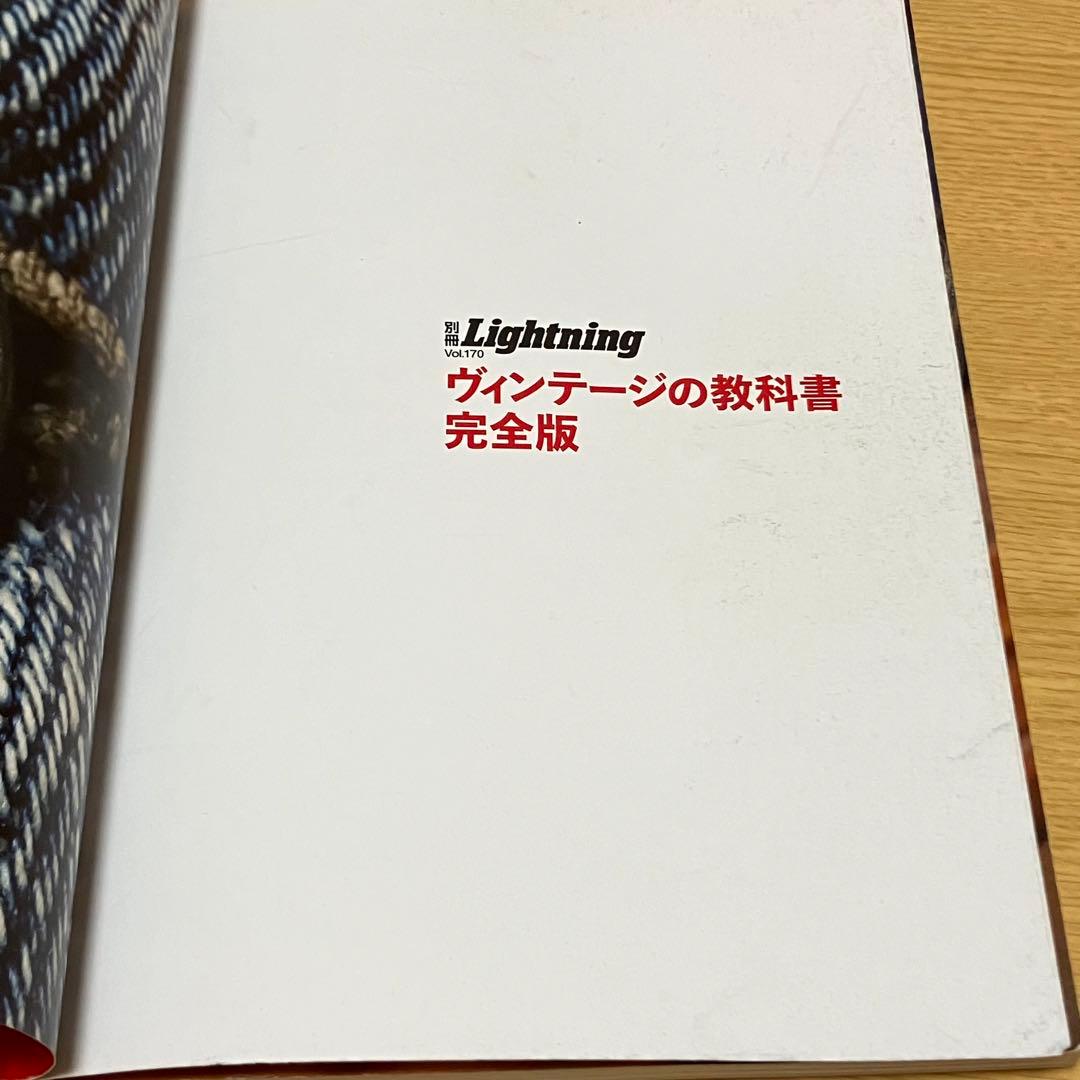 別冊 Lightning
Vol.170
ヴィンテージの教科書
完全版